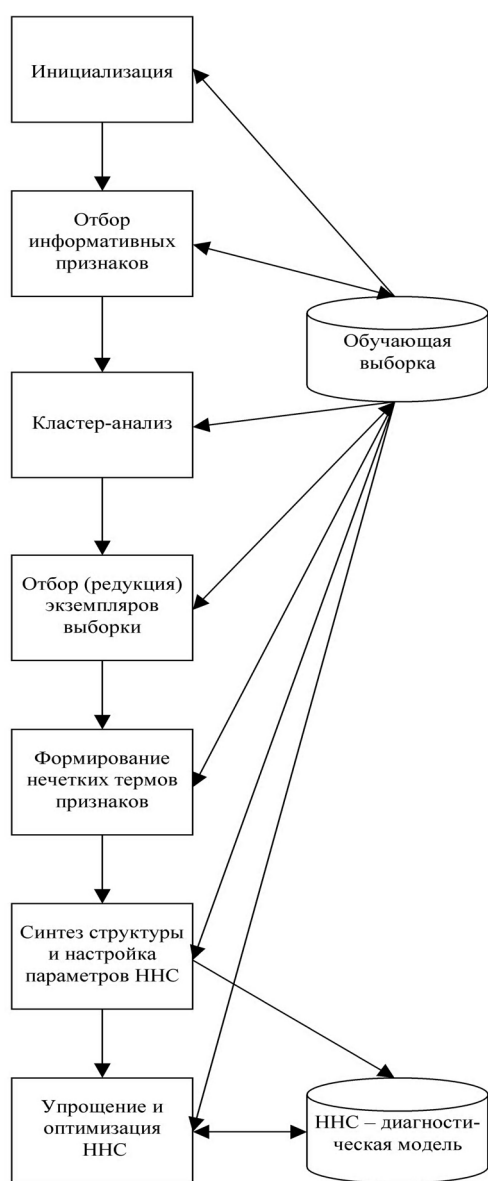 Инициализация
Отбор
информативных
признаков
Обучающая
выборка
Кластер-анализ
Отбор (редукция)
экземпляров
выборки
Формирование
нечетких термов
признаков
Синтез структуры
и настройка
параметров ННС
Упрощение и
оптимизация
ННС
ННС – диагности-
ческая модель